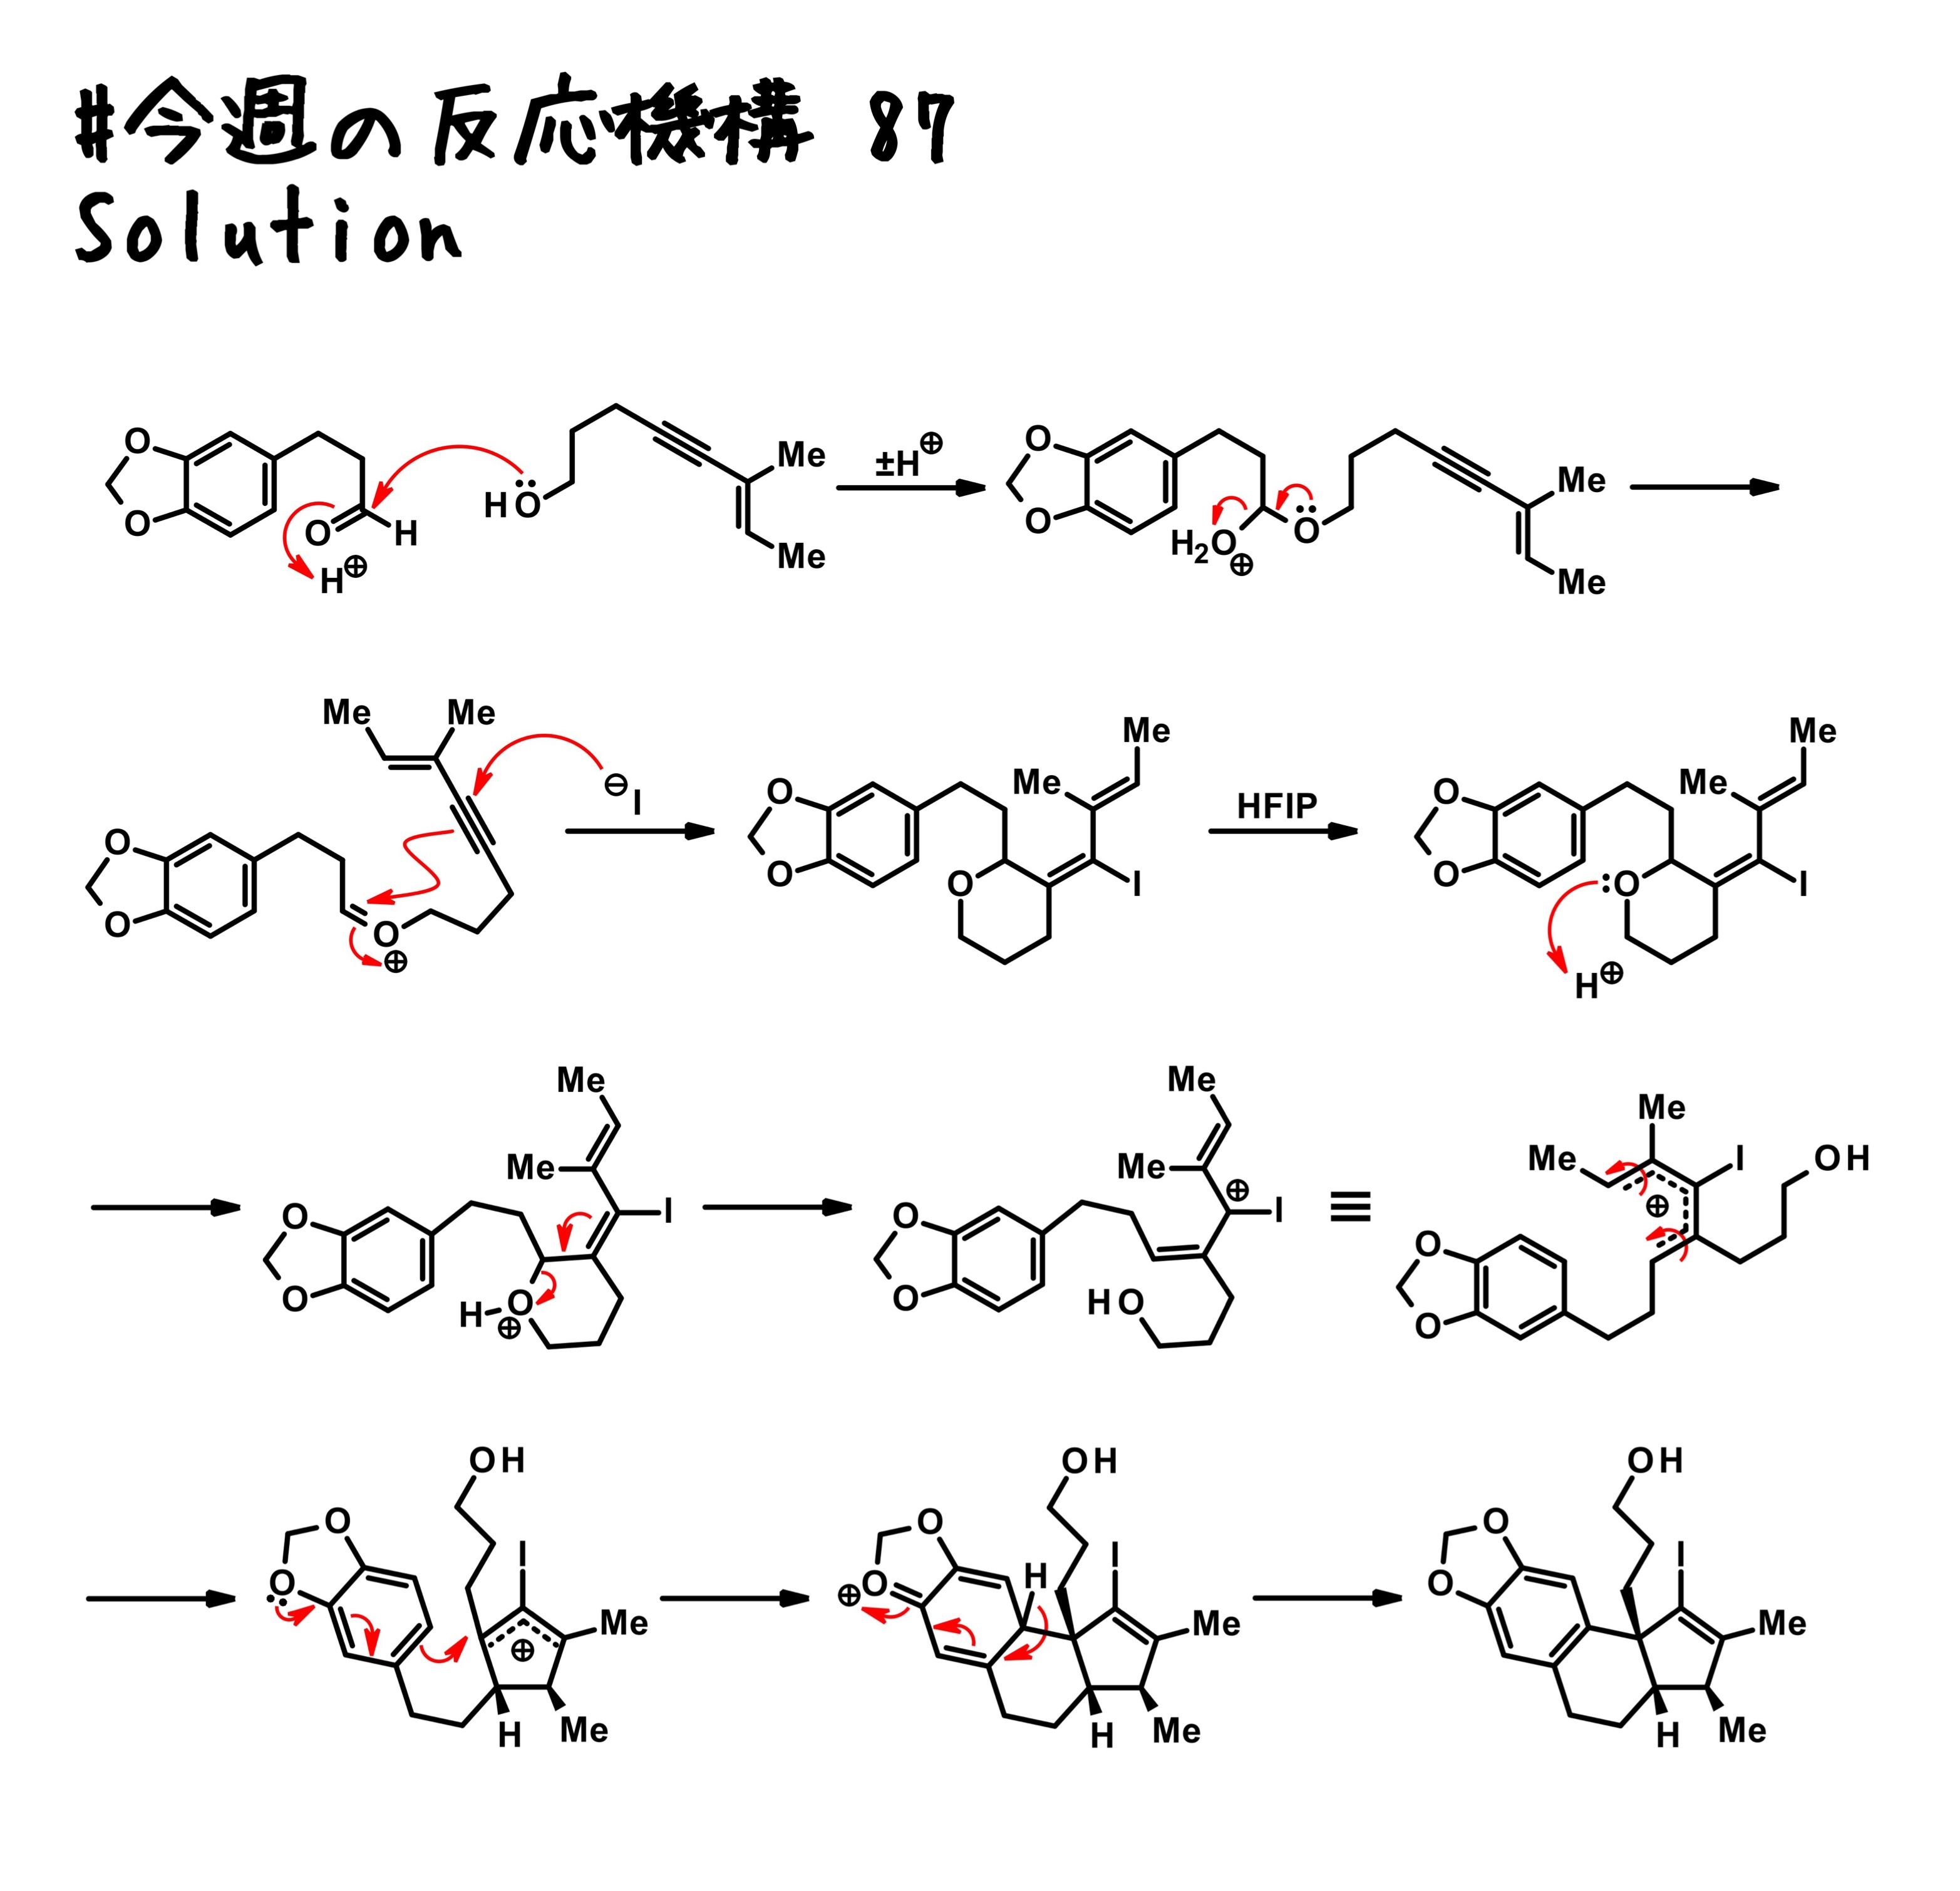 #今週の反応機構 87
Solution
O O O H H⊕ HO Me Me ±H⊕ O O H2O⊕ O Me Me
Me Me ⊖I O O O⊕ O O O Me Me I HFIP O O O H⊕ Me Me I
O O H O⊕ Me Me I O O HO Me Me ⊕ I ≡ O O Me Me ⊕ I OH
O O OH I ⊕ Me Me H ⊕O O H OH I Me Me H O O OH I Me Me H